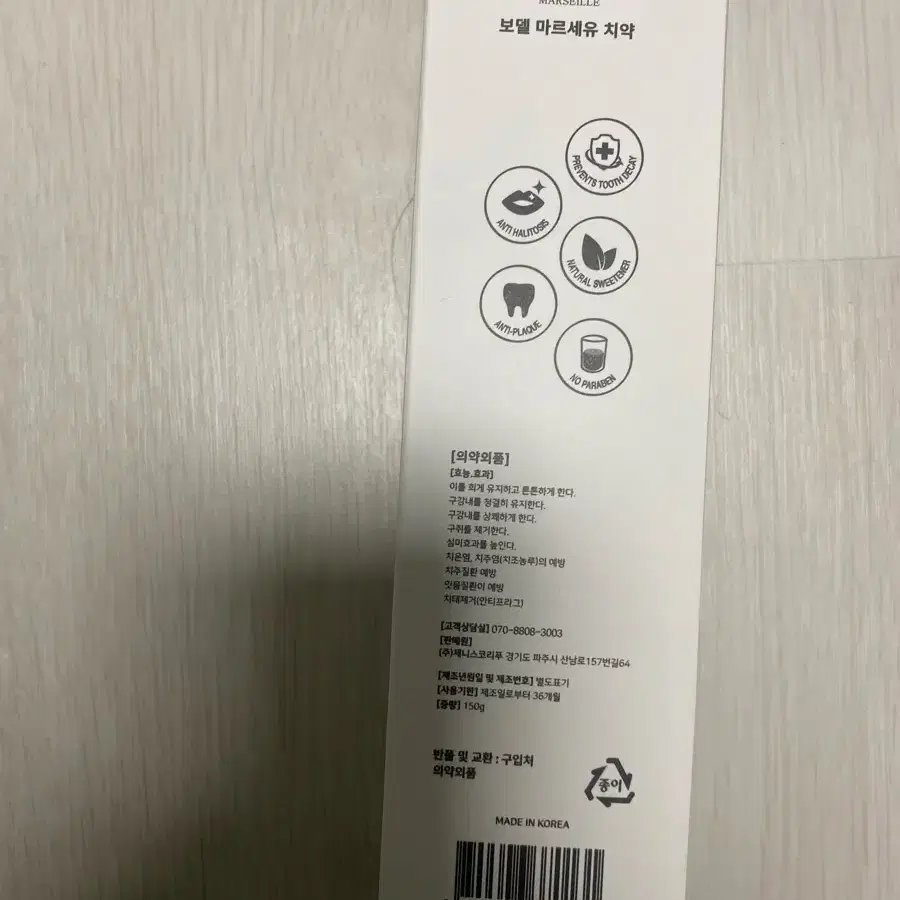 MARSEILLE
보델 마르세유 치약
PREVENTS TOOTH DECAY
ANTI HALITOSIS
NATURAL SWEETENER
ANTI-PLAQUE
NO PARABEN
[의약외품]
[효능.효과]
이를 희게 유지하고 튼튼하게 한다.
구강내를 청결히 유지한다.
구강내를 상쾌하게 한다.
구취를 제거한다.
심미효과를 높인다.
치은염, 치주염(치조농루)의 예방
치주질환 예방
잇몸질환이 예방
치태제거(안티프라그)
[고객상담실] 070-8808-3003
[판매원]
(주)제니스코리푸 경기도 파주시 산남로157번길64
[제조년원일 및 제조번호] 별도표기
[사용기판] 제조일로부터 36개월
[중량] 150g
반풀 및 교환 : 구입처
의약외품
종이
MADE IN KOREA